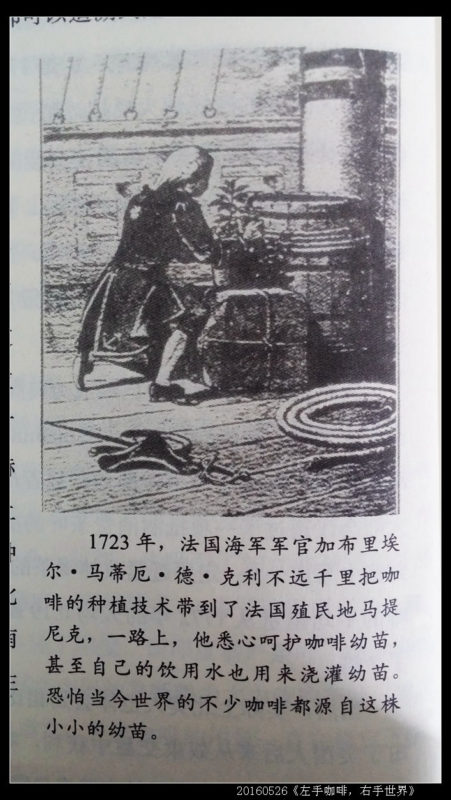 1723 年，法国海军军官加布里埃
尔·马蒂厄·德·克利不远千里把咖
啡的种植技术带到了法国殖民地马提
尼克，一路上，他悉心呵护咖啡幼苗，
甚至自己的饮用水也用来浇灌幼苗。
恐怕当今世界的不少咖啡都源自这株
小小的幼苗。
20160526《左手咖啡，右手世界》